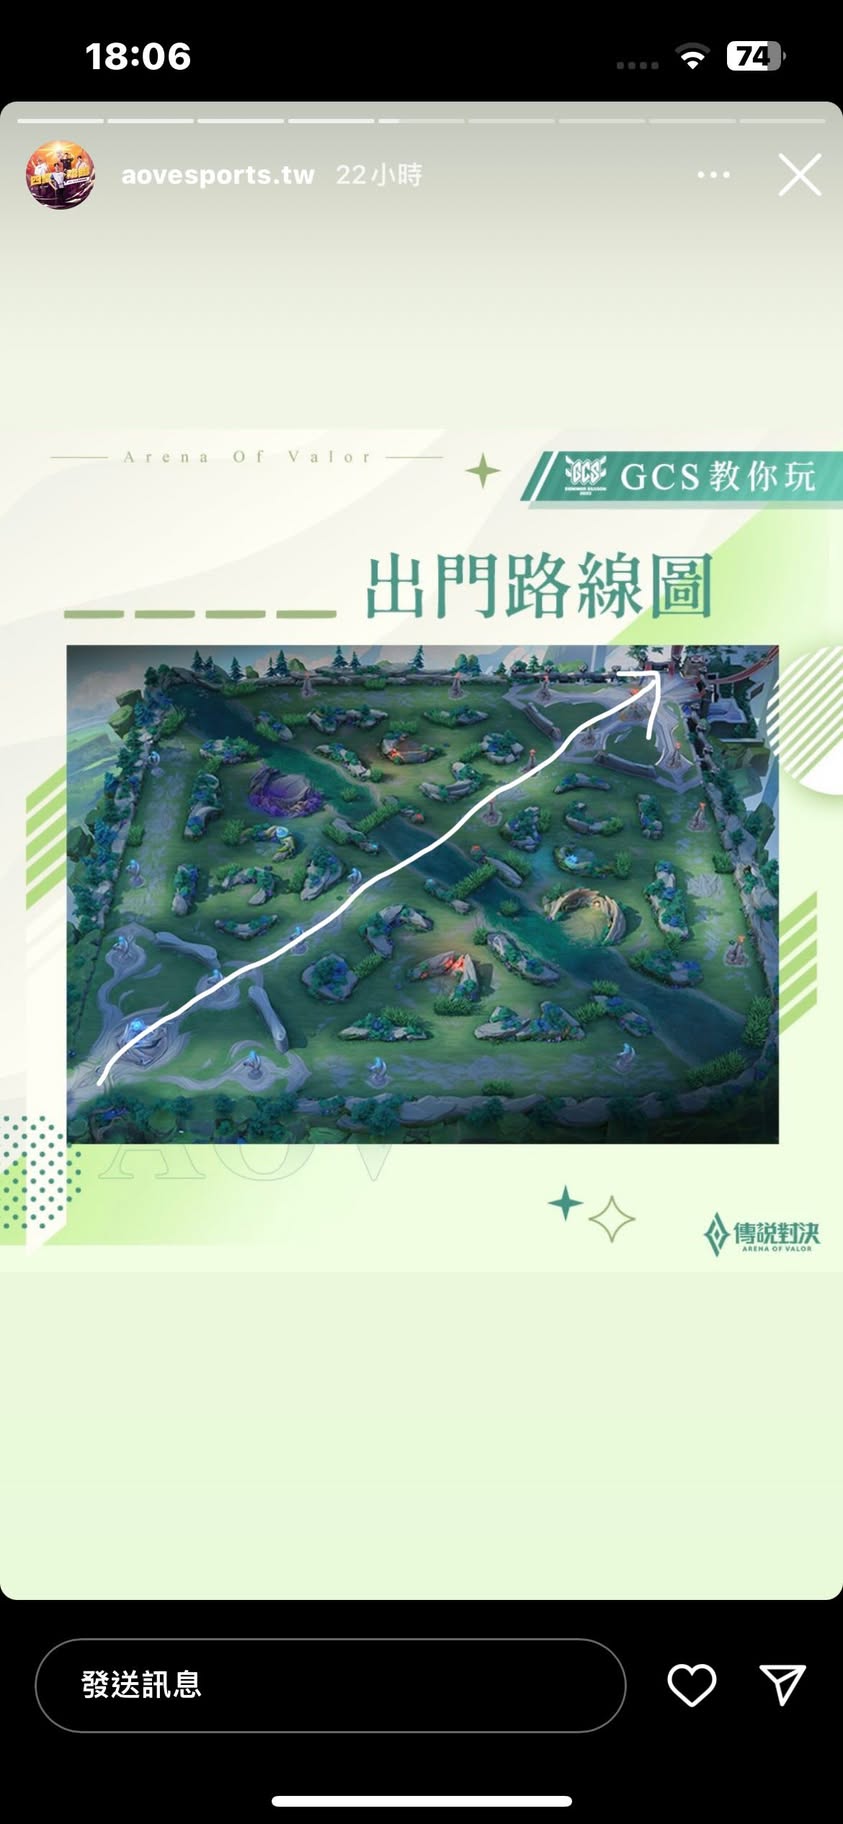 18:06
74
aovesports.tw 22小時
Arena Of Valor
GCS
GCS教你玩
出門路線圖
AOV
傳說對決
ARENA OF VALOR
發送訊息